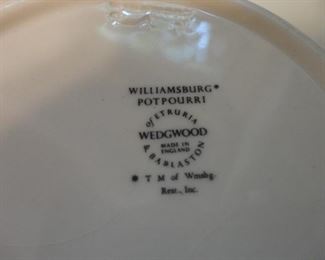 WILLIAMSBURG*
POTPOURRI
of ETRURIA
WEDGWOOD
MADE IN
ENGLAND
& BARLASTON
* T M of Wmsbg.
Rest., Inc.